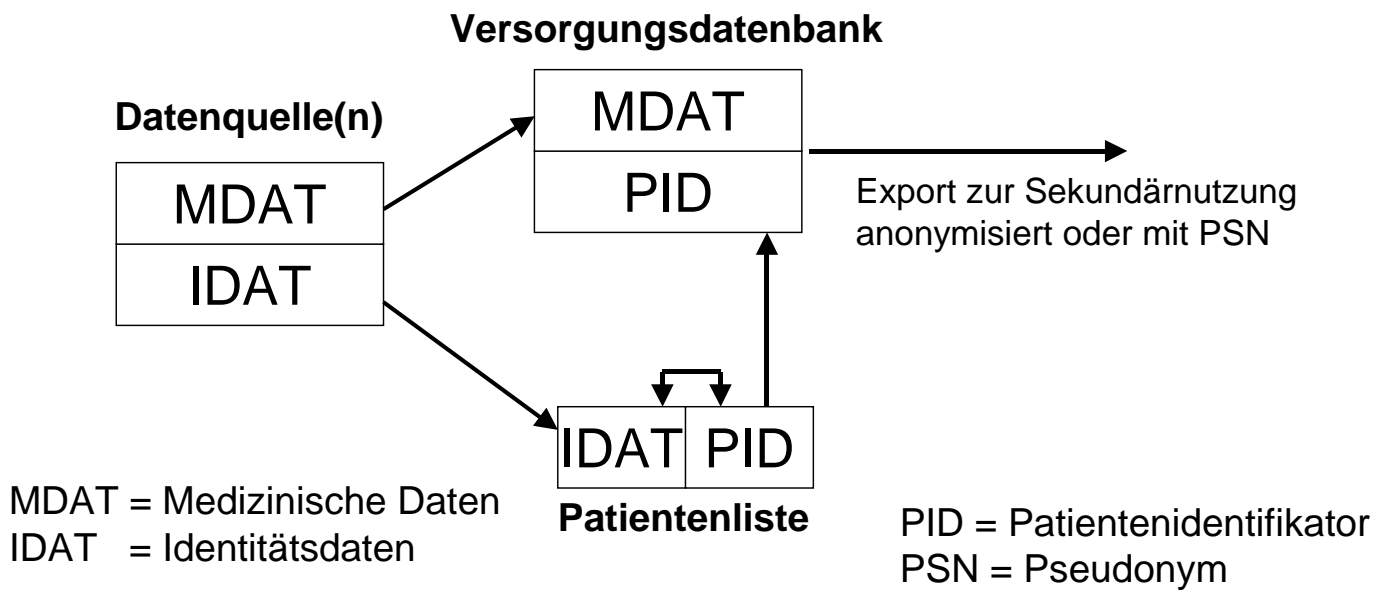 Versorgungsdatenbank
Datenquelle(n)
MDAT
IDAT
MDAT
PID
Export zur Sekundärnutzung
anonymisiert oder mit PSN
IDAT PID
Patientenliste
MDAT = Medizinische Daten
IDAT = Identitätsdaten
PID = Patientenidentifikator
PSN = Pseudonym